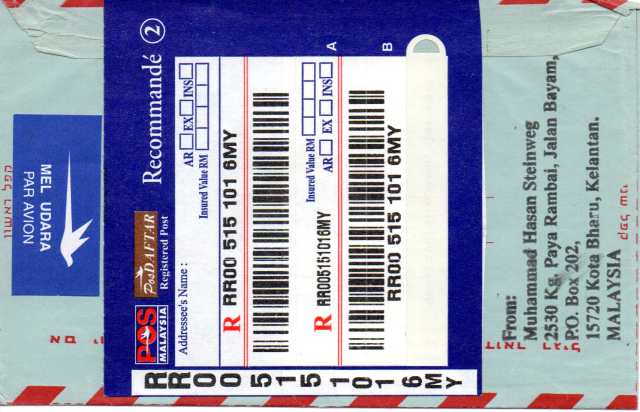 MEL UDARA
PAR AVION
POS
MALAYSIA
PosDAFTAR
Registered Post
Recommandé 2
Addressee's Name :
AR EX INS
Insured Value RM
R RR00 515 101 6MY
A
AR EX INS
Insured Value RM
R RR005151016MY
B
RR00 515 101 6MY
RR005151016MY
From:
Muhammad Hasan Steinweg
2530 Kg. Paya Rambai, Jalan Bayam,
P.O. Box 202,
15720 Kota Bharu, Kelantan.
MALAYSIA